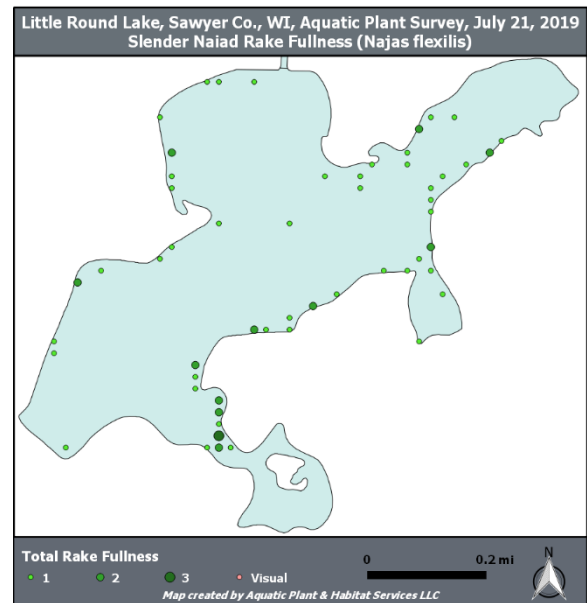 Little Round Lake, Sawyer Co., WI, Aquatic Plant Survey, July 21, 2019
Slender Naiad Rake Fullness (Najas flexilis)
Total Rake Fullness
1 2 3 Visual
0 0.2 mi
N
Map created by Aquatic Plant & Habitat Services LLC